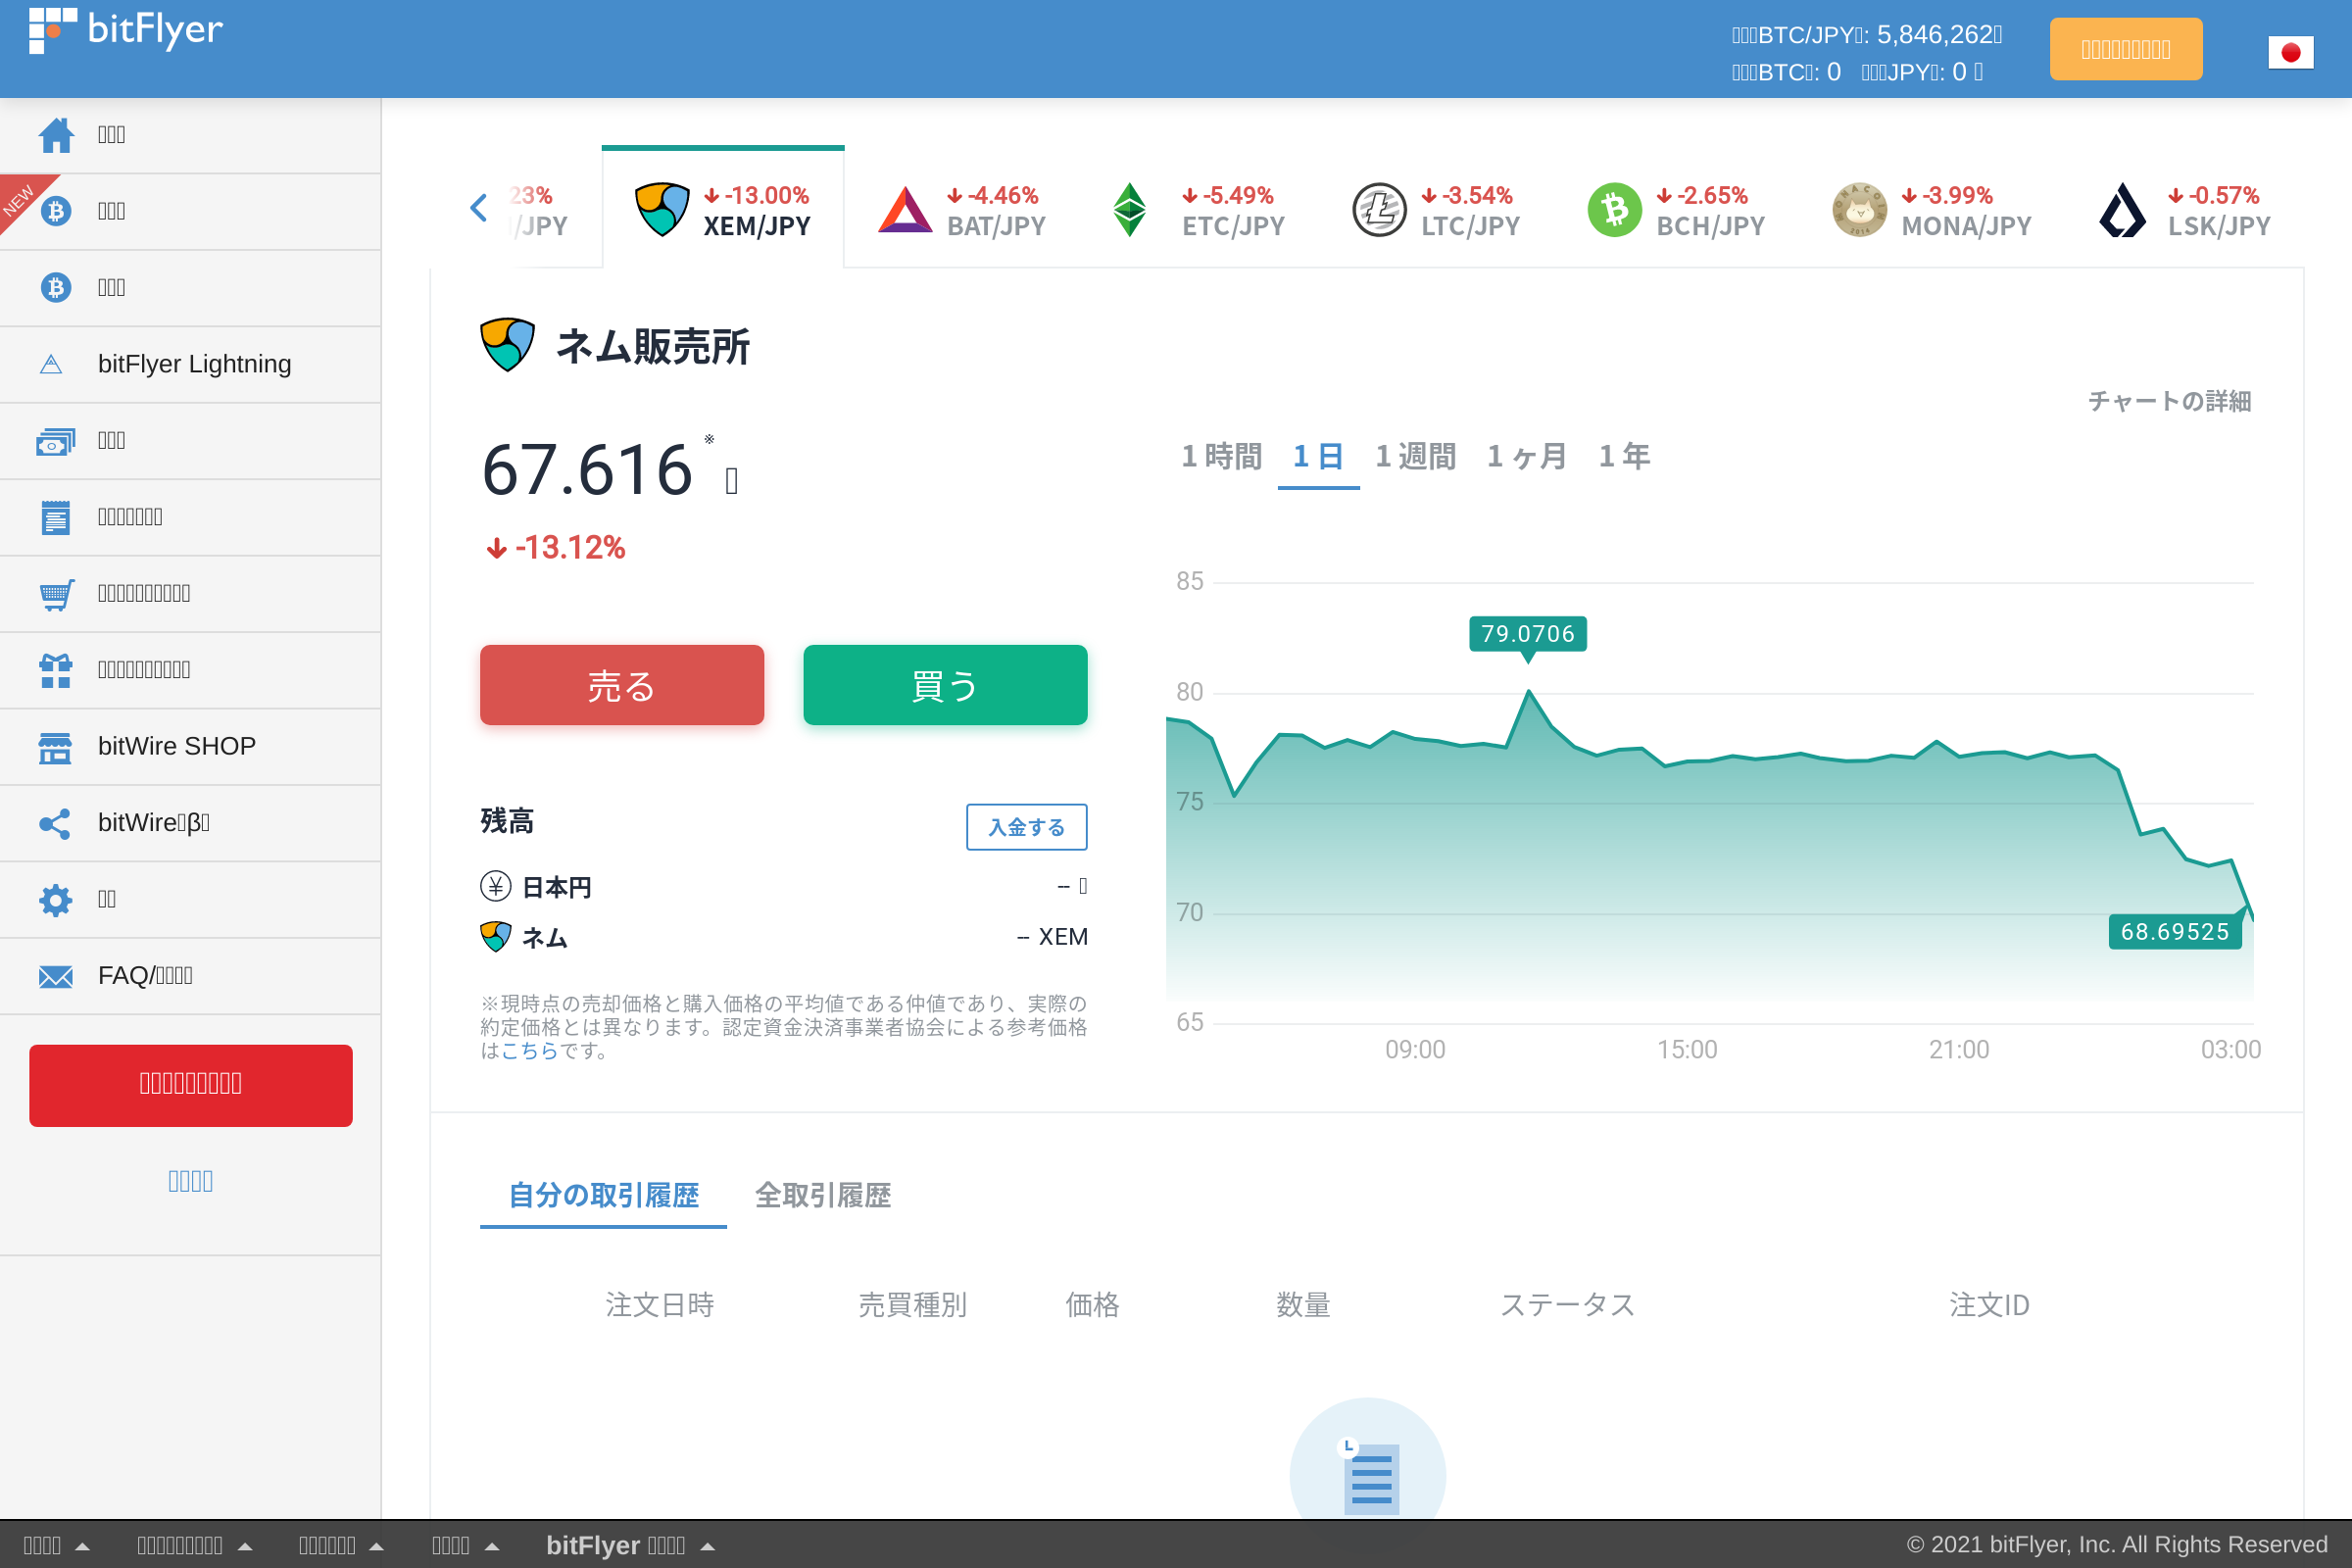 bitFlyer
BTC/JPY: 5,846,262
BTC: 0 JPY: 0
NEW
bitFlyer Lightning
bitWire SHOP
bitWire β
FAQ/
23%
/JPY
-13.00%
XEM/JPY
-4.46%
BAT/JPY
-5.49%
ETC/JPY
-3.54%
LTC/JPY
-2.65%
BCH/JPY
-3.99%
MONA/JPY
-0.57%
LSK/JPY
ネム販売所
チャートの詳細
67.616 ※
-13.12%
1 時間 1 日 1 週間 1 ヶ月 1 年
売る 買う
残高 入金する
日本円 --
ネム -- XEM
※現時点の売却価格と購入価格の平均値である仲値であり、実際の
約定価格とは異なります。認定資金決済事業者協会による参考価格
はこちらです。
85
79.0706
80
75
70
68.69525
65
09:00 15:00 21:00 03:00
自分の取引履歴 全取引履歴
注文日時 売買種別 価格 数量 ステータス 注文ID
bitFlyer
© 2021 bitFlyer, Inc. All Rights Reserved